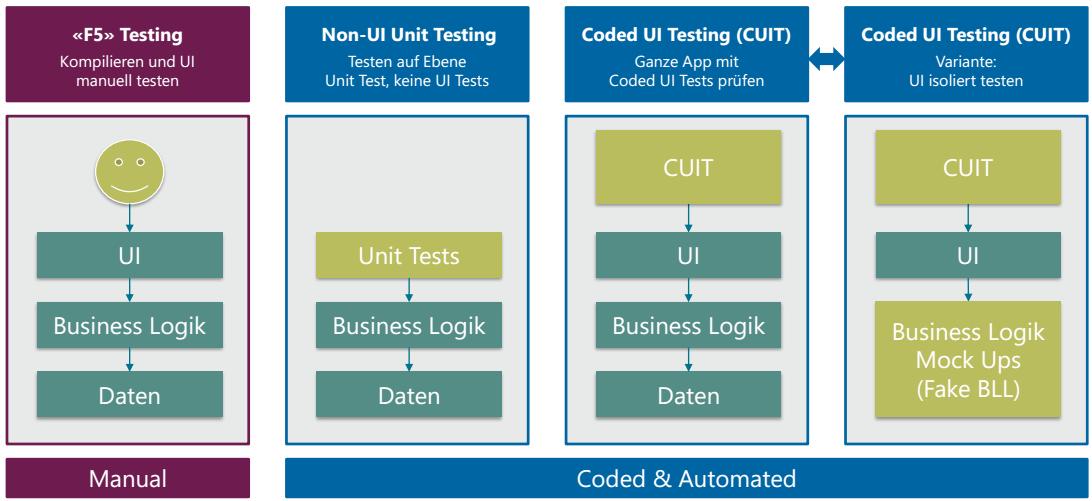 «F5» Testing
Kompilieren und UI
manuell testen
Non-UI Unit Testing
Testen auf Ebene
Unit Test, keine UI Tests
Coded UI Testing (CUIT)
Ganze App mit
Coded UI Tests prüfen
Coded UI Testing (CUIT)
Variante:
UI isoliert testen
UI
Business Logik
Daten
Unit Tests
Business Logik
Daten
CUIT
UI
Business Logik
Daten
CUIT
UI
Business Logik
Mock Ups
(Fake BLL)
Manual
Coded & Automated